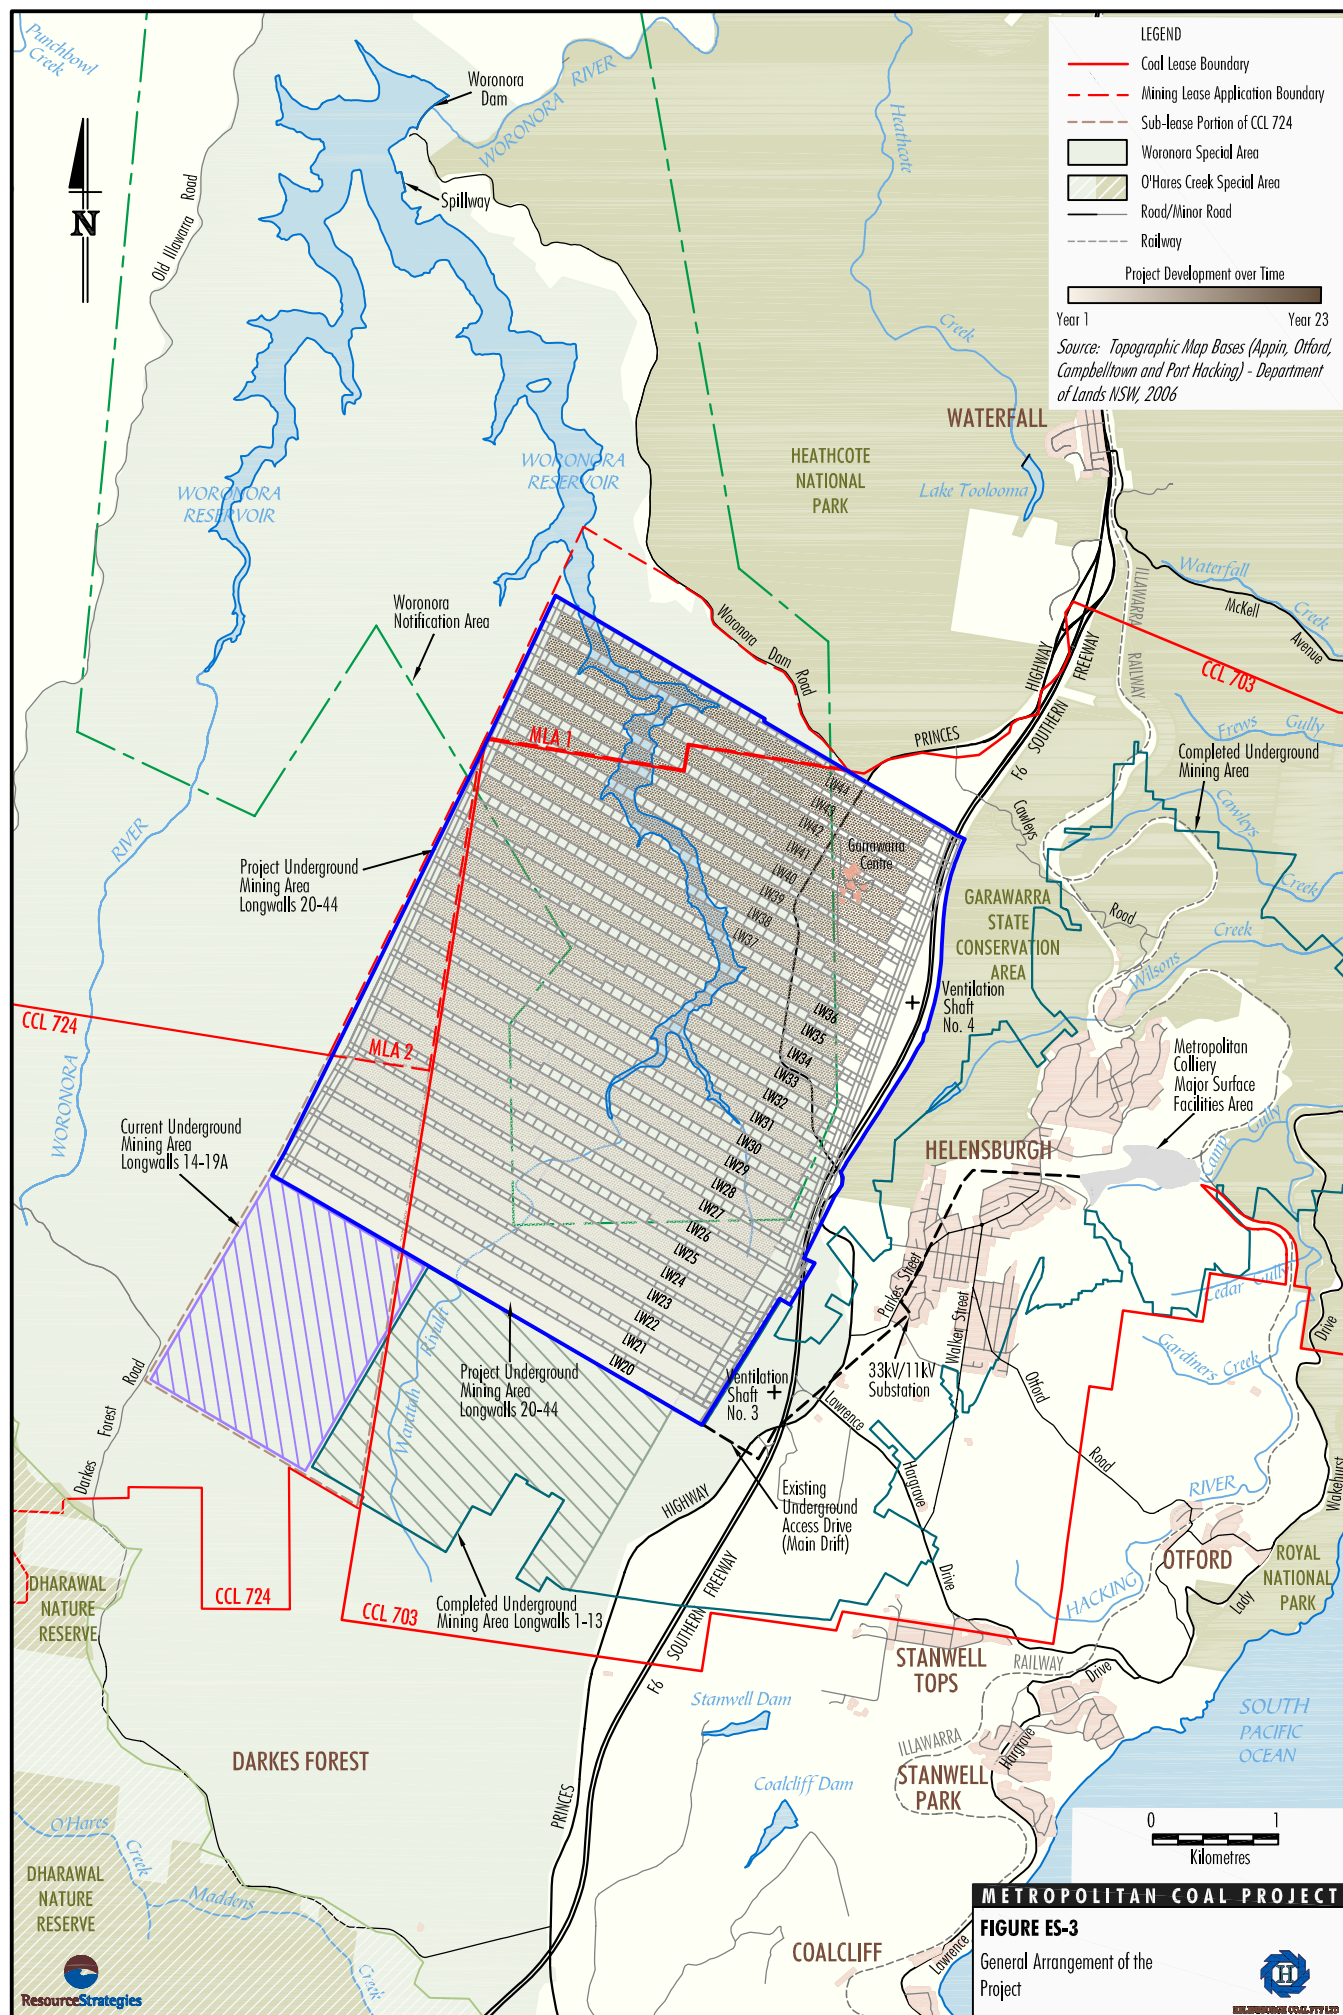 Punchbowl
Creek
Woronora
Dam
WORONORA RIVER
Spillway
Old Illawarra Road
N
Heathcote
Creek
LEGEND
Coal Lease Boundary
Mining Lease Application Boundary
Sub-lease Portion of CCL 724
Woronora Special Area
O'Hares Creek Special Area
Road/Minor Road
Railway
Project Development over Time
Year 1
Year 23
Source: Topographic Map Bases (Appin, Otford,
Campbelltown and Port Hacking) - Department
of Lands NSW, 2006
WATERFALL
HEATHCOTE
NATIONAL
PARK
Lake Toolooma
WORONORA
RESERVOIR
WORONORA
RESERVOIR
Woronora
Notification Area
Woronora Dam Road
ILLAWARRA RAILWAY
Waterfall Creek
McKell Avenue
CCL 703
PRINCES HIGHWAY
F6 SOUTHERN FREEWAY
Frews Gully
Completed Underground
Mining Area
Cawleys Creek
Cawleys Road
MLA 1
RIVER
Project Underground
Mining Area
Longwalls 20-44
LW44
LW43
LW42
LW41
LW40
LW39
LW38
LW37
LW36
LW35
LW34
LW33
LW32
LW31
LW30
LW29
LW28
LW27
LW26
LW25
LW24
LW23
LW22
LW21
LW20
Garrawarra
Centre
GARAWARRA
STATE
CONSERVATION
AREA
Wilsons Creek
Ventilation
Shaft
No. 4
CCL 724
MLA 2
WORONORA
Metropolitan
Colliery
Major Surface
Facilities Area
Camp Gully
HELENSBURGH
Current Underground
Mining Area
Longwalls 14-19A
Parkes Street
Walker Street
Cedar Gully
Gardiners Creek
Drive
Waratah Rivulet
Project Underground
Mining Area
Longwalls 20-44
Ventilation
Shaft
No. 3
33kV/11kV
Substation
Lawrence
Hargrave
Drive
Otford
Road
Darkes Forest Road
HIGHWAY
Existing
Underground
Access Drive
(Main Drift)
RIVER
HACKING
OTFORD
Wakehurst
Lady
ROYAL
NATIONAL
PARK
DHARAWAL
NATURE
RESERVE
CCL 724
CCL 703
Completed Underground
Mining Area Longwalls 1-13
F6 SOUTHERN FREEWAY
STANWELL
TOPS
RAILWAY
Drive
ILLAWARRA
Hargrave
STANWELL
PARK
Stanwell Dam
SOUTH
PACIFIC
OCEAN
DARKES FOREST
PRINCES
Coalcliff Dam
O'Hares
Creek
DHARAWAL
NATURE
RESERVE
Maddens
Creek
COALCLIFF
Lawrence
0 1
Kilometres
METROPOLITAN COAL PROJECT
FIGURE ES-3
General Arrangement of the
Project
ResourceStrategies
H
HELENSBURGH COAL PTY LTD